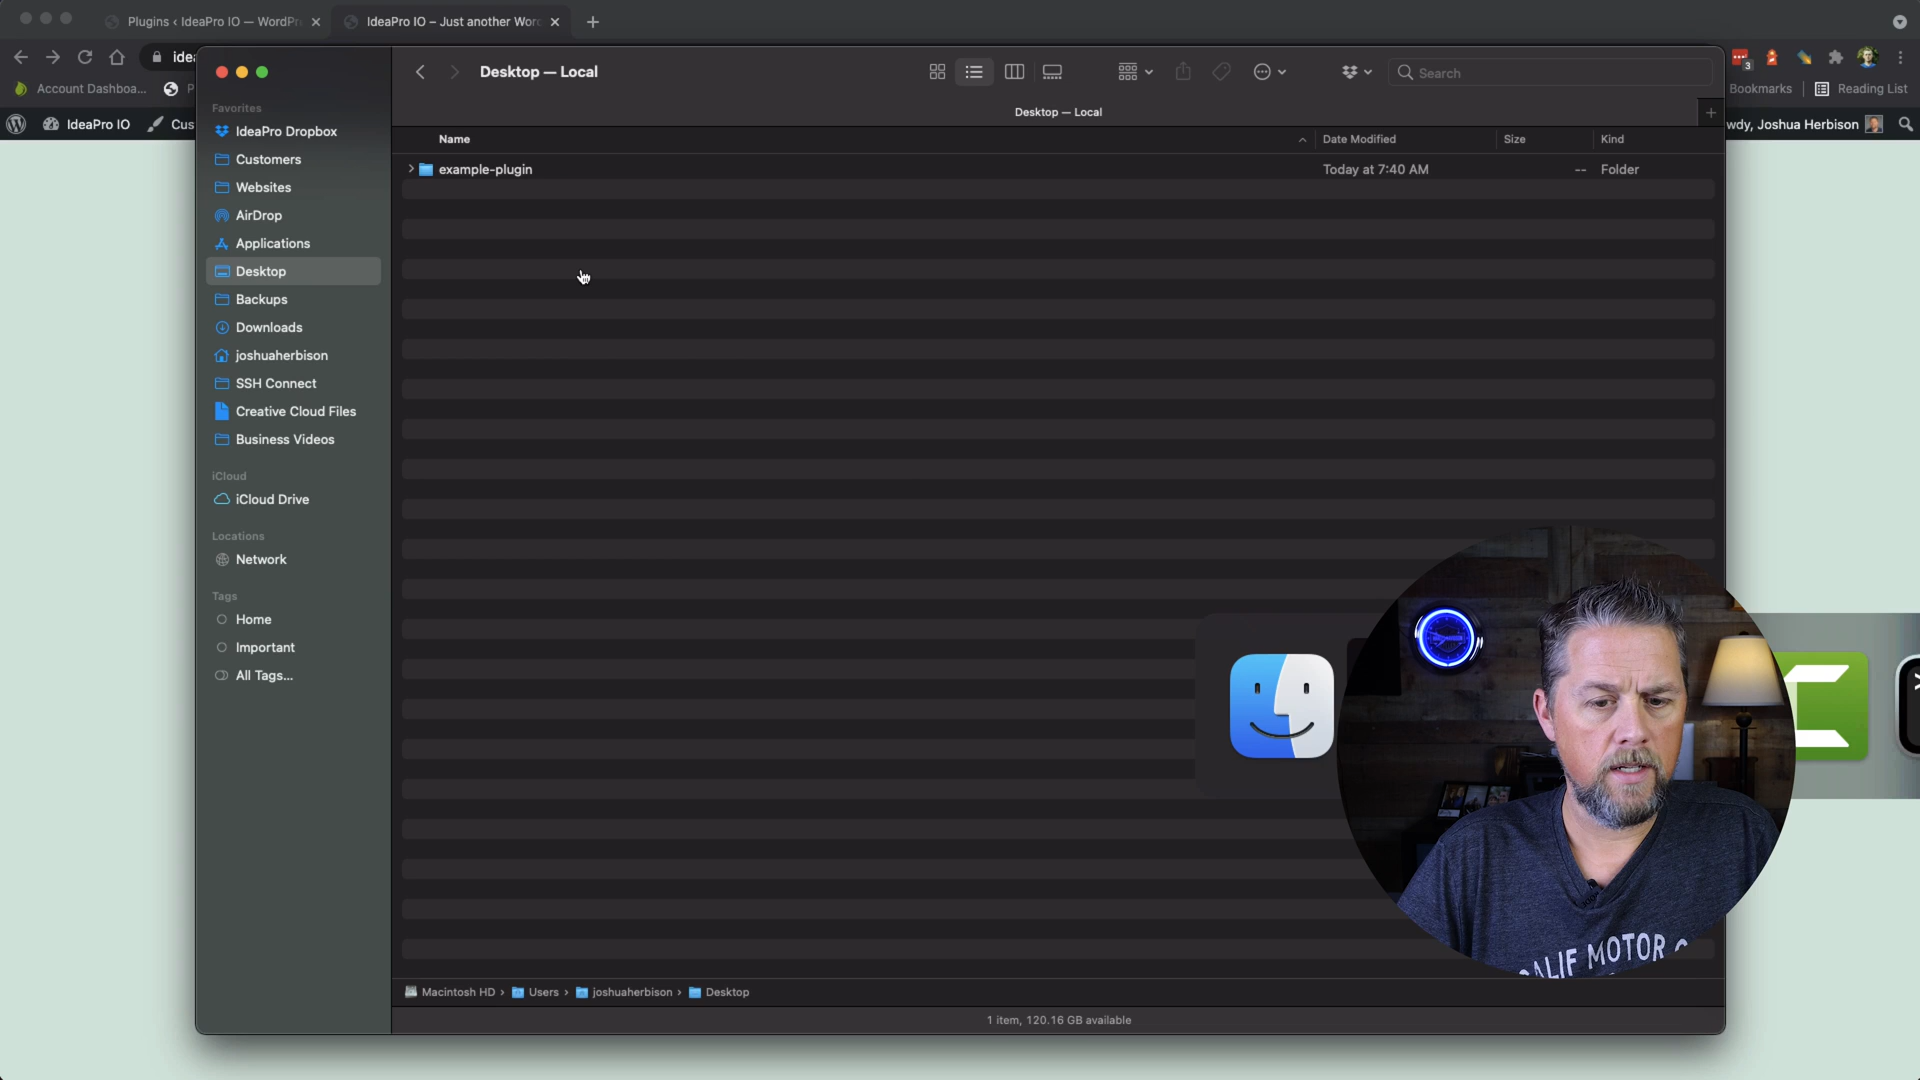 Plugins ‹ IdeaPro IO — WordPr
IdeaPro IO – Just another Word
idea
Account Dashboa...
P
Bookmarks
Reading List
3
IdeaPro IO
Cus
wdy, Joshua Herbison
Desktop — Local
Search
Desktop — Local
Favorites
IdeaPro Dropbox
Customers
Websites
AirDrop
Applications
Desktop
Backups
Downloads
joshuaherbison
SSH Connect
Creative Cloud Files
Business Videos
iCloud
iCloud Drive
Locations
Network
Tags
Home
Important
All Tags...
Name
Date Modified
Size
Kind
example-plugin
Today at 7:40 AM
--
Folder
CALIF MOTOR C
Macintosh HD › Users › joshuaherbison › Desktop
1 item, 120.16 GB available